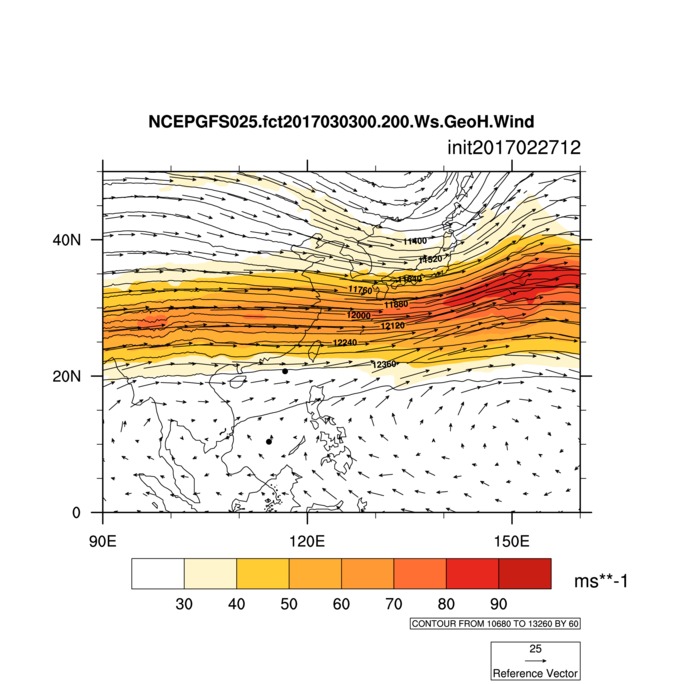 NCEPGFS025.fct2017030300.200.Ws.GeoH.Wind
init2017022712
40N
20N
0
11400
11520
11640
11760
11880
12000
12120
12240
12360
90E 120E 150E
30 40 50 60 70 80 90
ms**-1
CONTOUR FROM 10680 TO 13260 BY 60
25
Reference Vector